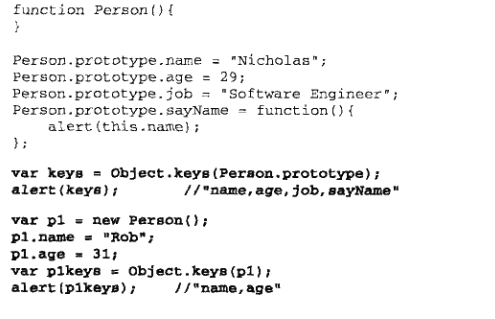 function Person(){
}
Person.prototype.name = "Nicholas";
Person.prototype.age = 29;
Person.prototype.job = "Software Engineer";
Person.prototype.sayName = function(){
    alert(this.name);
};
var keys = Object.keys(Person.prototype);
alert(keys);       //"name,age,job,sayName"
var p1 = new Person();
p1.name = "Rob";
p1.age = 31;
var p1keys = Object.keys(p1);
alert(p1keys);    //"name,age"